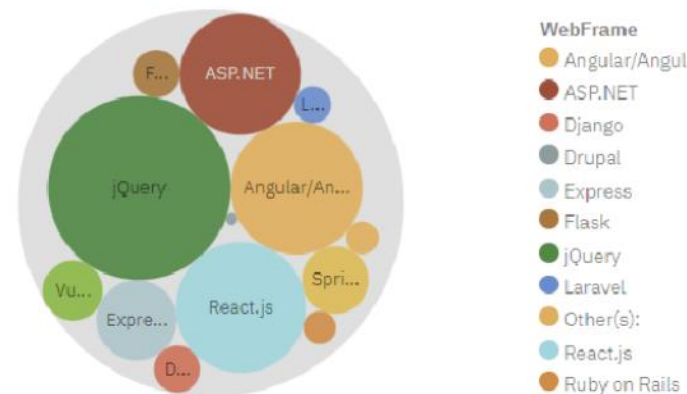 F...
ASP.NET
L...
jQuery
Angular/An...
Vu...
Expre...
React.js
Spri...
D...
WebFrame
Angular/Angul
ASP.NET
Django
Drupal
Express
Flask
jQuery
Laravel
Other(s):
React.js
Ruby on Rails